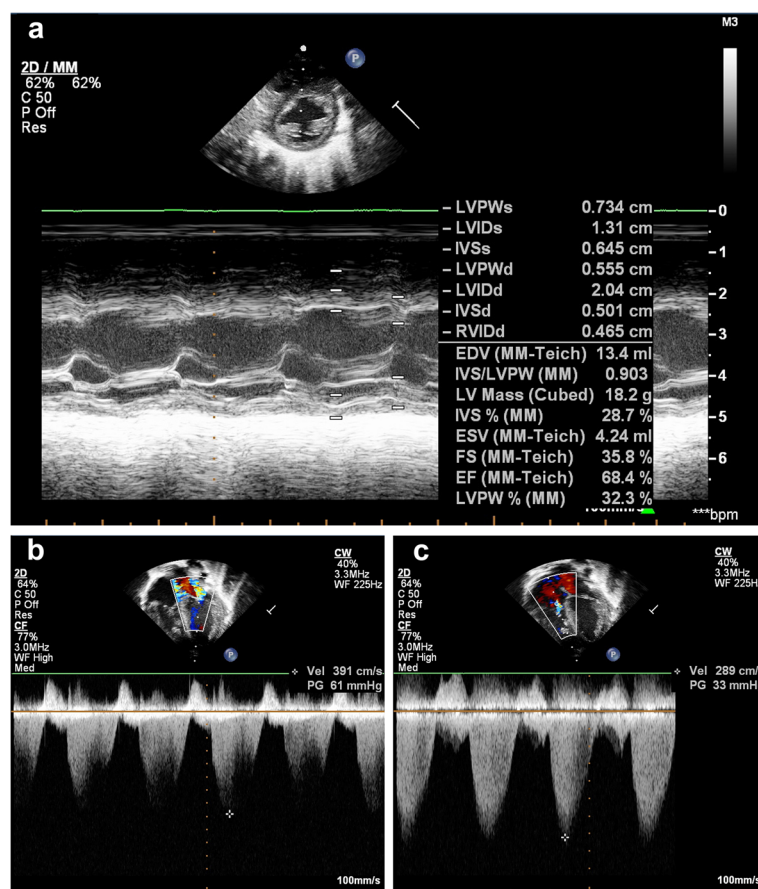 a
M3
P
2D / MM
62% 62%
C 50
P Off
Res
LVPWs 0.734 cm
LVIDs 1.31 cm
IVSs 0.645 cm
LVPWd 0.555 cm
LVIDd 2.04 cm
IVSd 0.501 cm
RVIDd 0.465 cm
EDV (MM-Teich) 13.4 ml
IVS/LVPW (MM) 0.903
LV Mass (Cubed) 18.2 g
IVS % (MM) 28.7 %
ESV (MM-Teich) 4.24 ml
FS (MM-Teich) 35.8 %
EF (MM-Teich) 68.4 %
LVPW % (MM) 32.3 %
0
1
2
3
4
5
6
100mm/s
***bpm
b
2D
64%
C 50
P Off
Res
CF
77%
3.0MHz
WF High
Med
CW
40%
3.3MHz
WF 225Hz
P
Vel 391 cm/s
PG 61 mmHg
100mm/s
c
2D
64%
C 50
P Off
Res
CF
77%
3.0MHz
WF High
Med
CW
40%
3.3MHz
WF 225Hz
P
Vel 289 cm/s
PG 33 mmHg
100mm/s